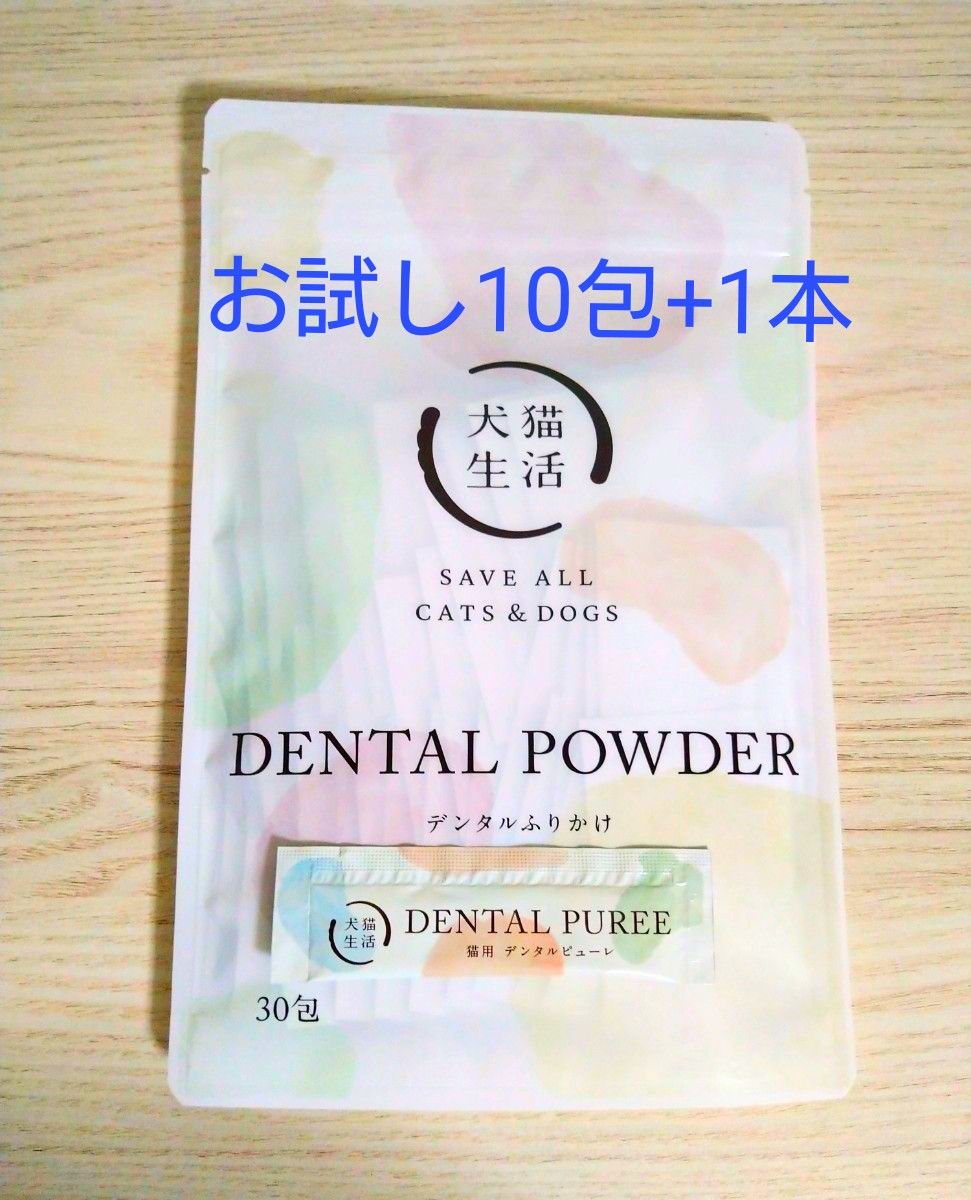 お試し10包+1本
犬猫
生活
SAVE ALL
CATS & DOGS
DENTAL POWDER
デンタルふりかけ
犬猫
生活
DENTAL PUREE
猫用 デンタルピューレ
30包